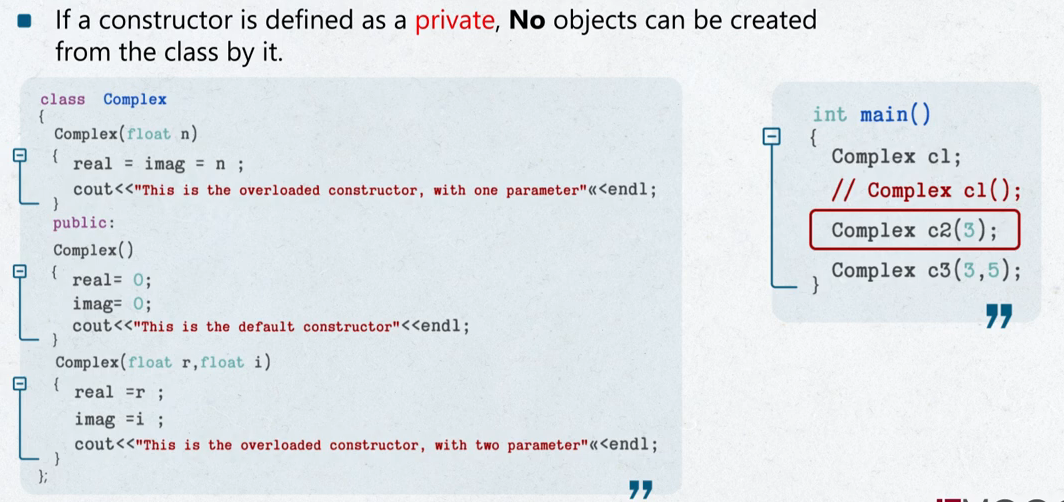 If a constructor is defined as a private, No objects can be created
from the class by it.
class Complex
{
Complex(float n)
{ real = imag = n ;
cout<<"This is the overloaded constructor, with one parameter"«<endl;
}
public:
Complex()
{ real= 0;
imag= 0;
cout<<"This is the default constructor"<<endl;
}
Complex(float r,float i)
{ real =r ;
imag =i ;
cout<<"This is the overloaded constructor, with two parameter"«<endl;
}
};
int main()
{
Complex cl;
// Complex cl();
Complex c2(3);
Complex c3(3,5);
}